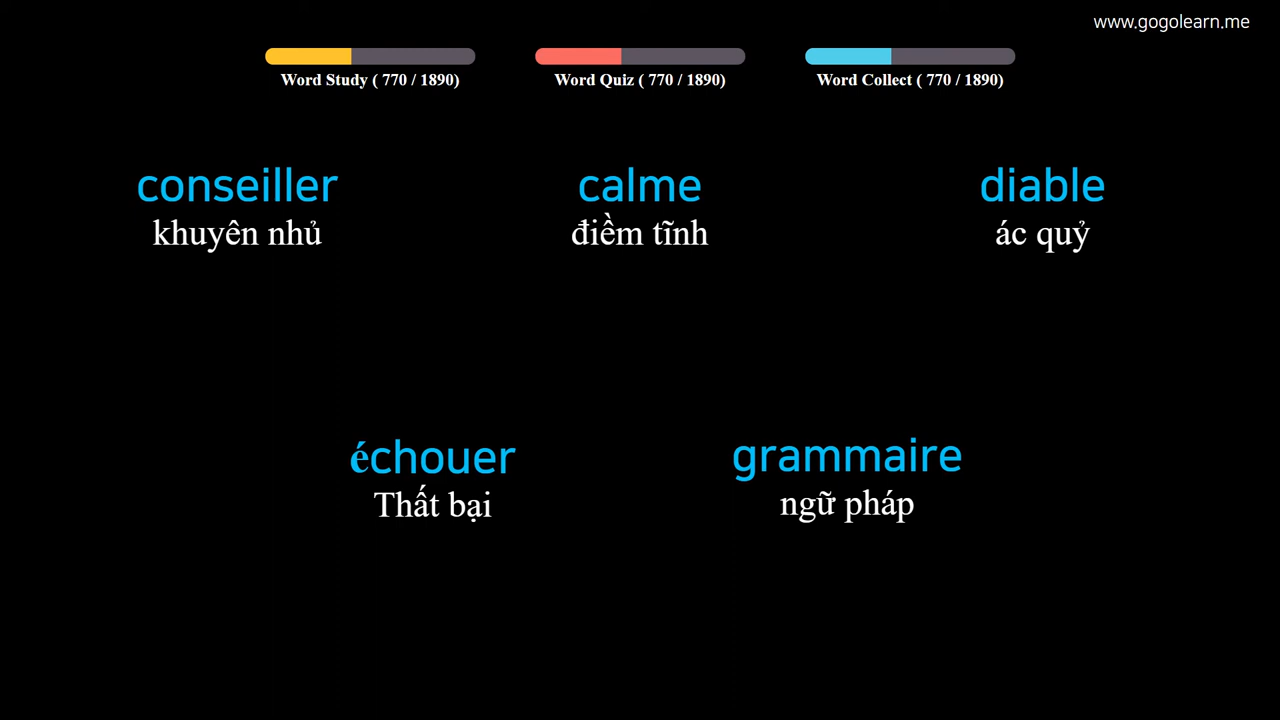 www.gogolearn.me
Word Study ( 770 / 1890)
Word Quiz ( 770 / 1890)
Word Collect ( 770 / 1890)
conseiller
khuyên nhủ
calme
điềm tĩnh
diable
ác quỷ
échouer
Thất bại
grammaire
ngữ pháp